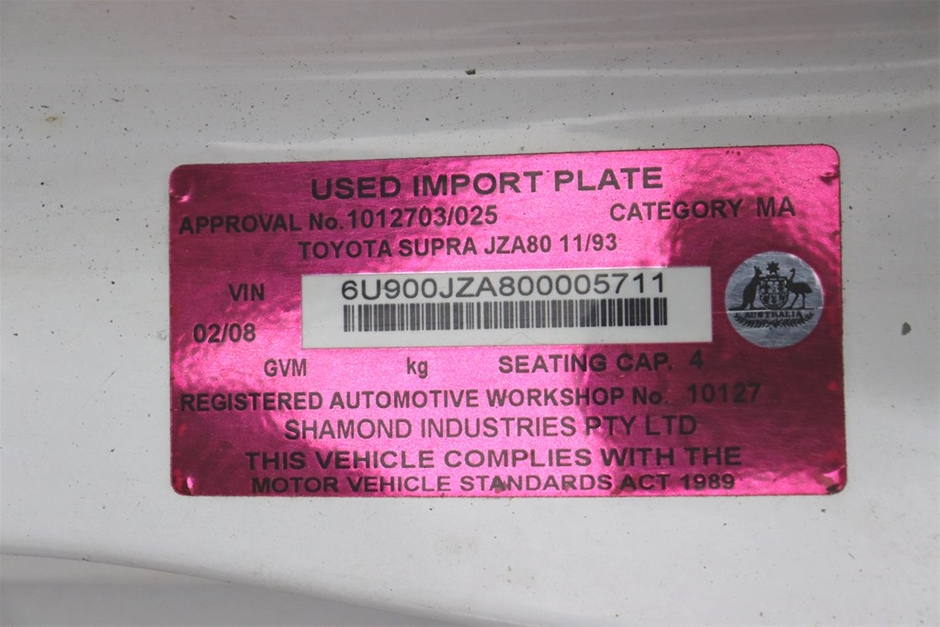 USED IMPORT PLATE
APPROVAL No. 1012703/025 CATEGORY MA
TOYOTA SUPRA JZA80 11/93
VIN 6U900JZA800005711
02/08
AUSTRALIA
GVM kg SEATING CAP. 4
REGISTERED AUTOMOTIVE WORKSHOP No. 10127
SHAMOND INDUSTRIES PTY LTD
THIS VEHICLE COMPLIES WITH THE
MOTOR VEHICLE STANDARDS ACT 1989